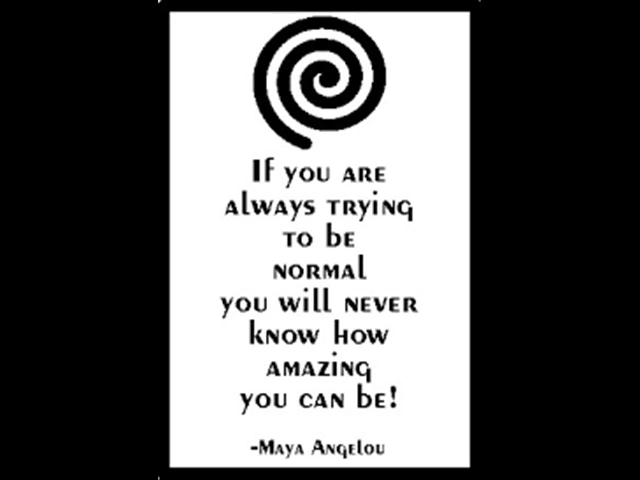 If you are
always trying
to be
normal
you will never
know how
amazing
you can be!
-Maya Angelou